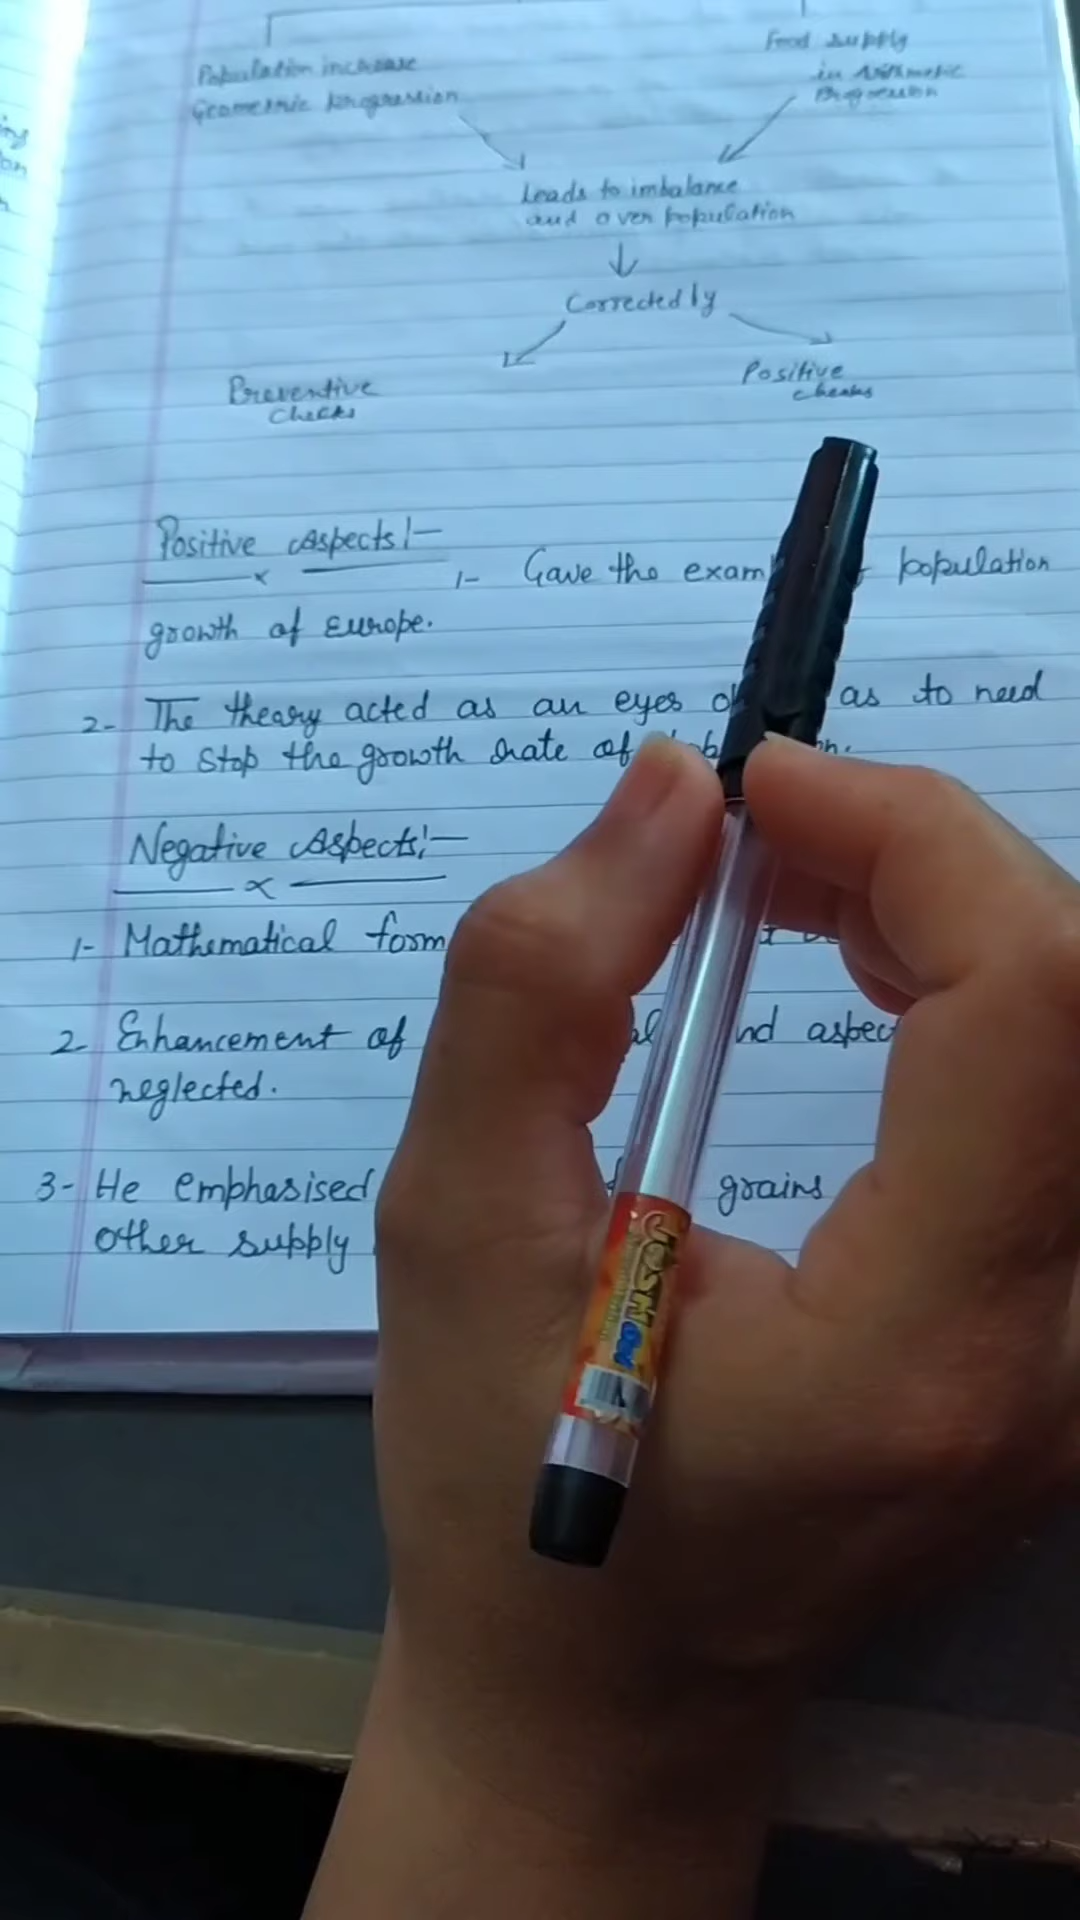 ing
on
Population increase
Geometric progression
Food supply
in Arithmetic
Progression
Leads to imbalance
and over population
Corrected by
Preventive
Checks
Positive
checks
Positive Aspects:-
1- Gave the exam population
growth of Europe.
2- The theory acted as an eyes as to need
to stop the growth rate of
Negative Aspects:-
1- Mathematical form
2- Enhancement of nd aspec
neglected.
3- He emphasised grains
other supply
JOSH